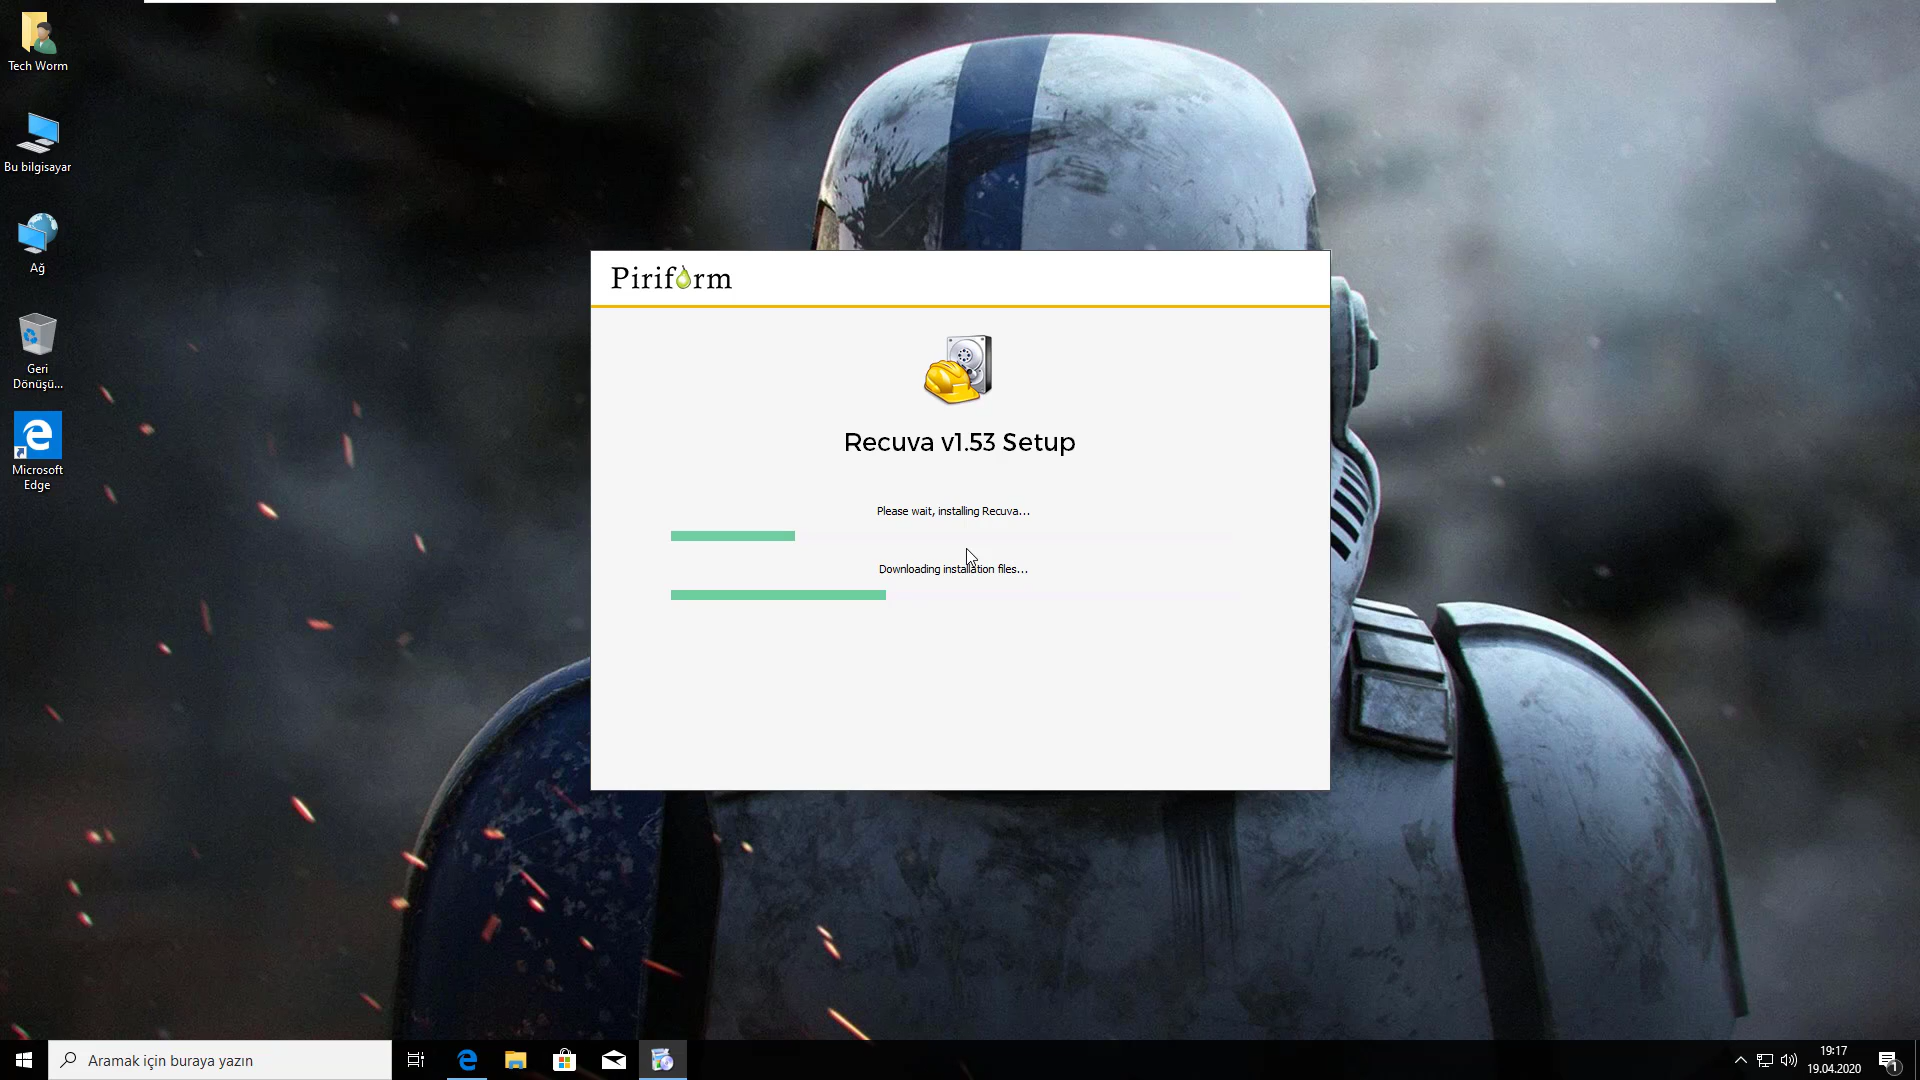 Tech Worm
Bu bilgisayar
Ağ
Geri
Dönüşü...
Microsoft
Edge
Piriform
Recuva v1.53 Setup
Please wait, installing Recuva...
Downloading installation files...
Aramak için buraya yazın
19:17
19.04.2020
1